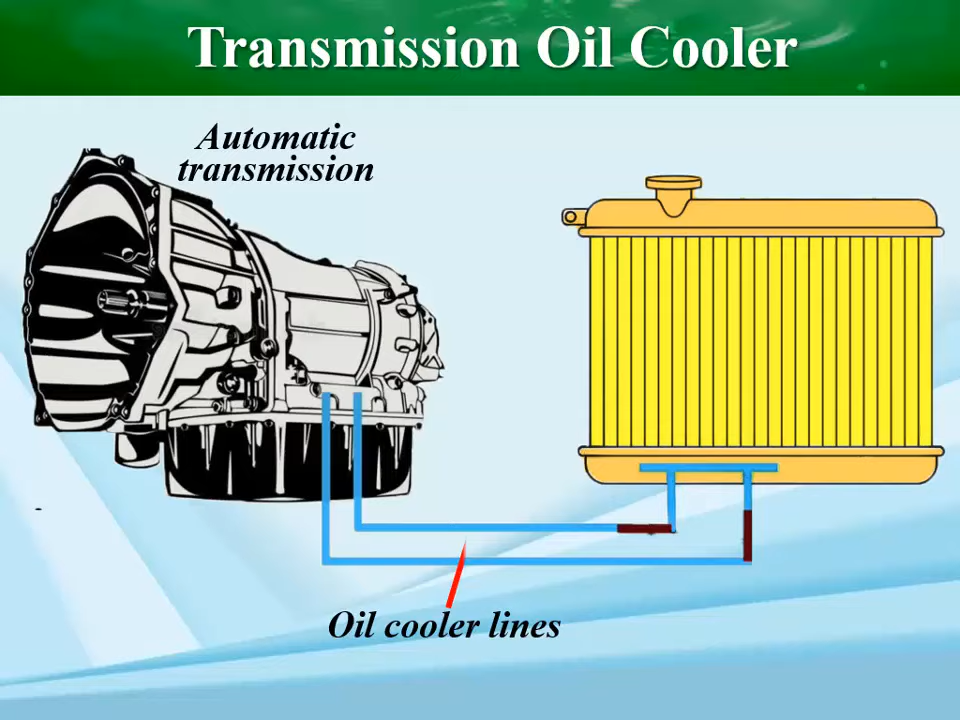 Transmission Oil Cooler
Automatic
transmission
Oil cooler lines